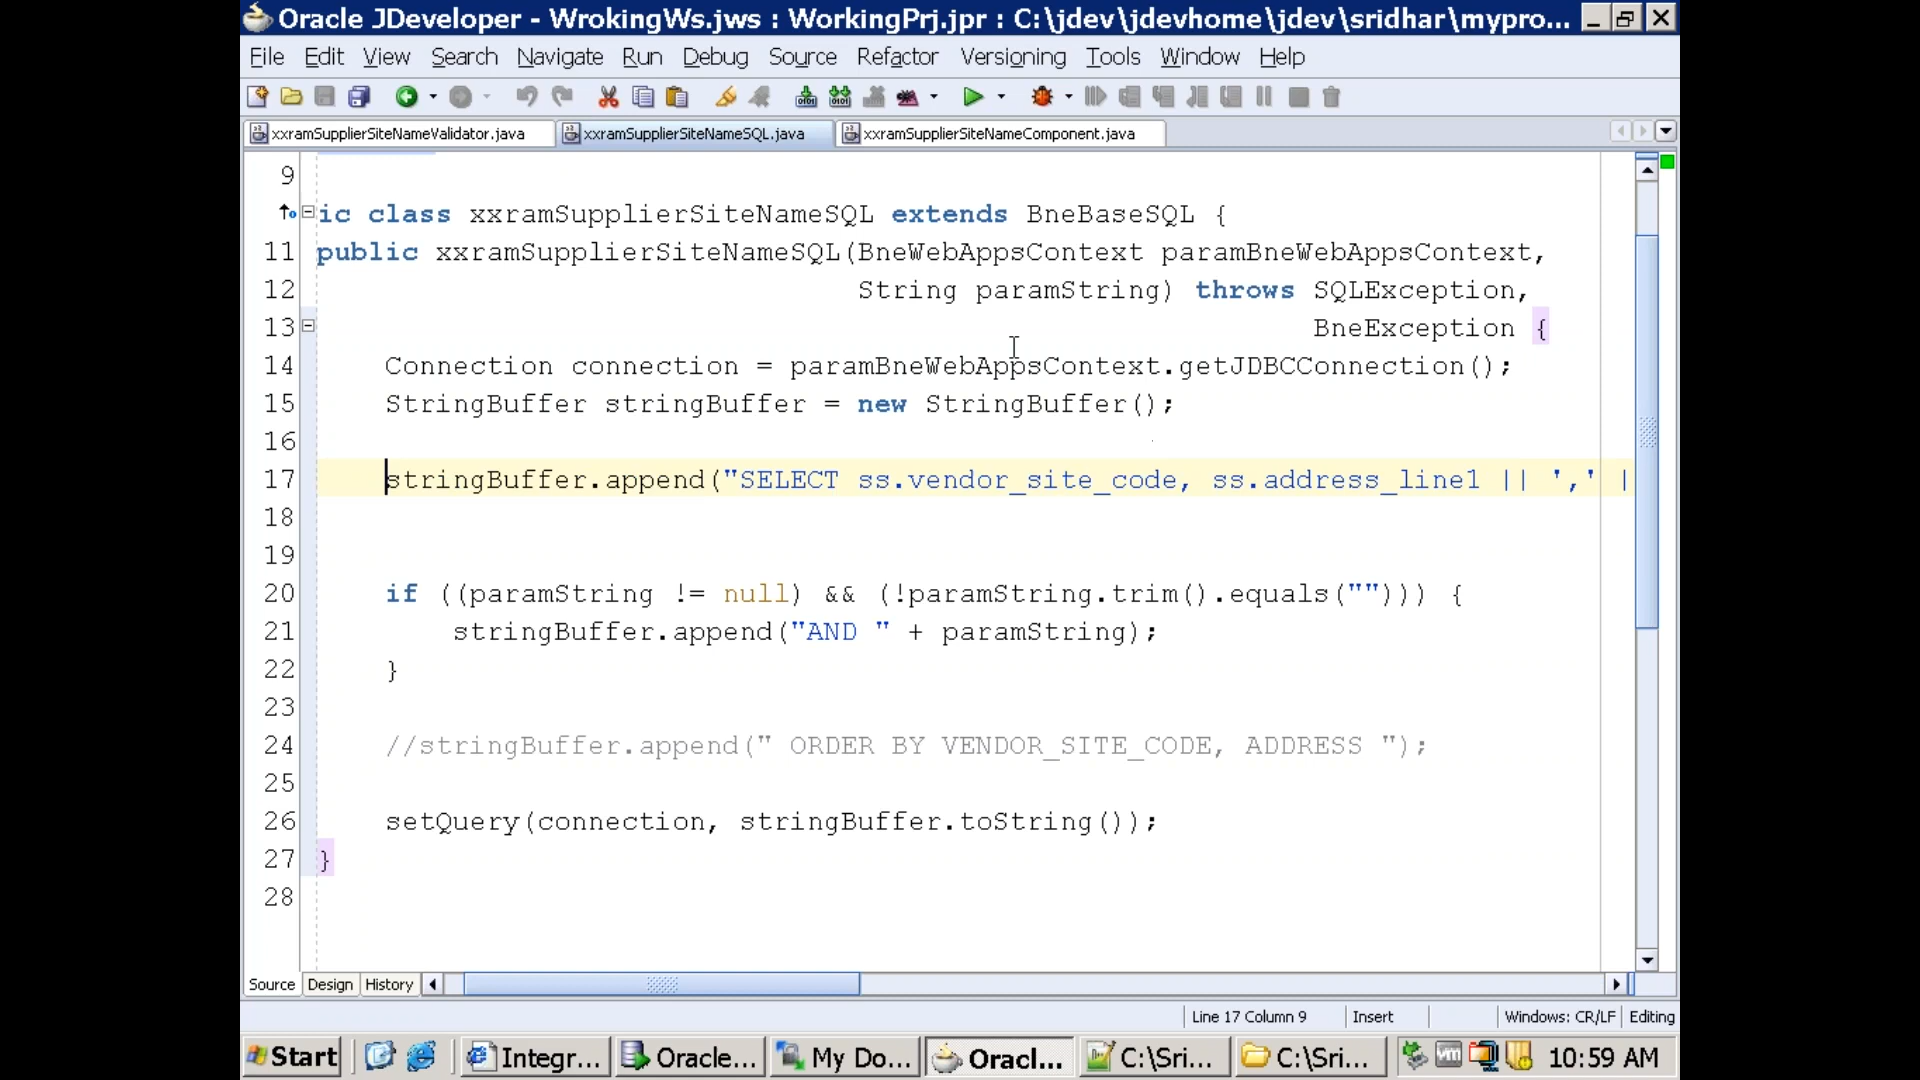 Oracle JDeveloper - WrokingWs.jws : WorkingPrj.jpr : C:\jdev\jdevhome\jdev\sridhar\mypro...
File Edit View Search Navigate Run Debug Source Refactor Versioning Tools Window Help
xxramSupplierSiteNameValidator.java xxramSupplierSiteNameSQL.java xxramSupplierSiteNameComponent.java
9
ic class xxramSupplierSiteNameSQL extends BneBaseSQL {
11 public xxramSupplierSiteNameSQL(BneWebAppsContext paramBneWebAppsContext,
12 String paramString) throws SQLException,
13 BneException {
14 Connection connection = paramBneWebAppsContext.getJDBCConnection();
15 StringBuffer stringBuffer = new StringBuffer();
16
17 stringBuffer.append("SELECT ss.vendor_site_code, ss.address_line1 || ',' |
18
19
20 if ((paramString != null) && (!paramString.trim().equals(""))) {
21 stringBuffer.append("AND " + paramString);
22 }
23
24 //stringBuffer.append(" ORDER BY VENDOR_SITE_CODE, ADDRESS ");
25
26 setQuery(connection, stringBuffer.toString());
27 }
28
Source Design History
Line 17 Column 9 Insert Windows: CR/LF Editing
Start Integr... Oracle... My Do... Oracl... C:\Sri... C:\Sri... 10:59 AM